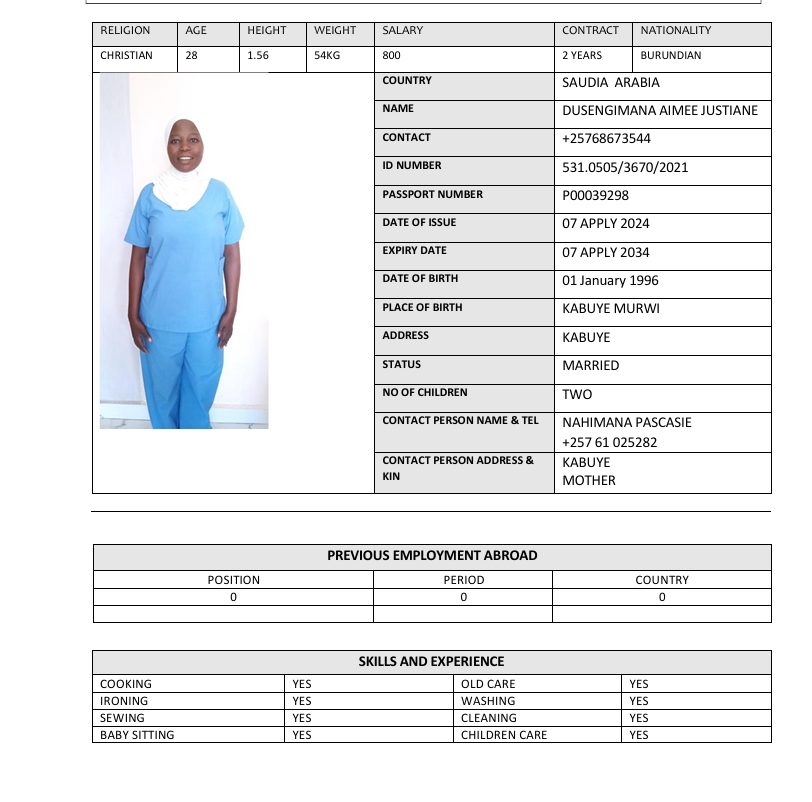 RELIGION AGE HEIGHT WEIGHT SALARY CONTRACT NATIONALITY
CHRISTIAN 28 1.56 54KG 800 2 YEARS BURUNDIAN
COUNTRY SAUDIA ARABIA
NAME DUSENGIMANA AIMEE JUSTIANE
CONTACT +25768673544
ID NUMBER 531.0505/3670/2021
PASSPORT NUMBER P00039298
DATE OF ISSUE 07 APPLY 2024
EXPIRY DATE 07 APPLY 2034
DATE OF BIRTH 01 January 1996
PLACE OF BIRTH KABUYE MURWI
ADDRESS KABUYE
STATUS MARRIED
NO OF CHILDREN TWO
CONTACT PERSON NAME & TEL NAHIMANA PASCASIE
+257 61 025282
CONTACT PERSON ADDRESS & KABUYE
KIN MOTHER
PREVIOUS EMPLOYMENT ABROAD
POSITION PERIOD COUNTRY
0 0 0
SKILLS AND EXPERIENCE
COOKING YES OLD CARE YES
IRONING YES WASHING YES
SEWING YES CLEANING YES
BABY SITTING YES CHILDREN CARE YES